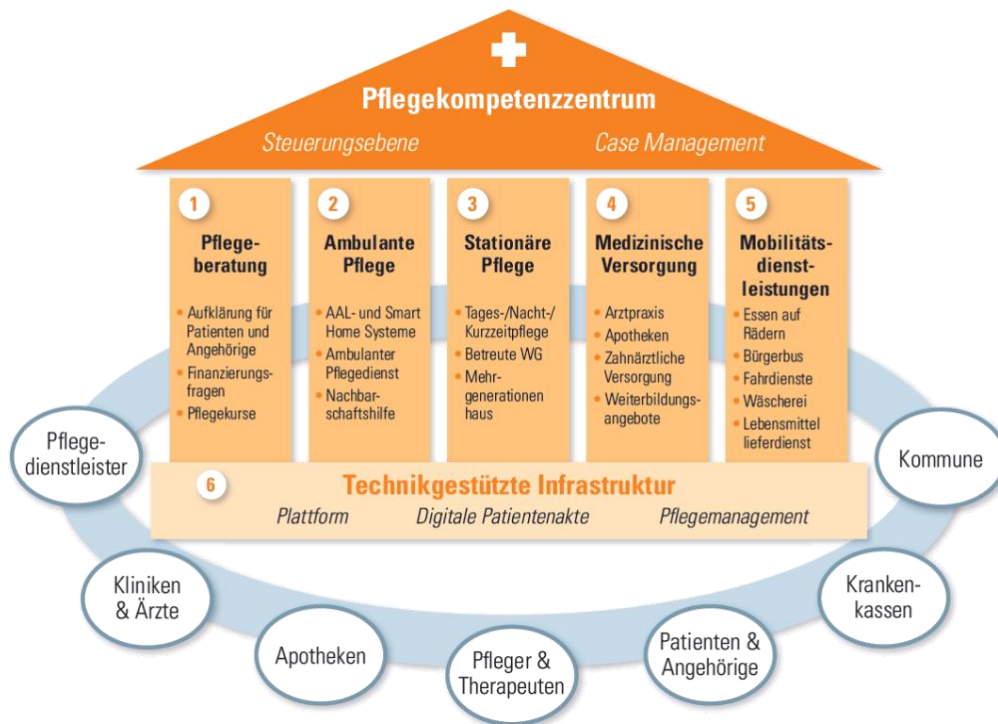 Pflegekompetenzzentrum
Steuerungsebene
Case Management
1
Pflege-
beratung
• Aufklärung für
Patienten und
Angehörige
• Finanzierungs-
fragen
• Pflegekurse
2
Ambulante
Pflege
• AAL- und Smart
Home Systeme
• Ambulanter
Pflegedienst
• Nachbar-
schaftshilfe
3
Stationäre
Pflege
• Tages-/Nacht-/
Kurzzeitpflege
• Betreute WG
• Mehr-
generationen
haus
4
Medizinische
Versorgung
• Arztpraxis
• Apotheken
• Zahnärztliche
Versorgung
• Weiterbildungs-
angebote
5
Mobilitäts-
dienst-
leistungen
• Essen auf
Rädern
• Bürgerbus
• Fahrdienste
• Wäscherei
• Lebensmittel
lieferdienst
6
Technikgestützte Infrastruktur
Plattform
Digitale Patientenakte
Pflegemanagement
Pflege-
dienstleister
Kliniken
& Ärzte
Apotheken
Pfleger &
Therapeuten
Patienten &
Angehörige
Kranken-
kassen
Kommune